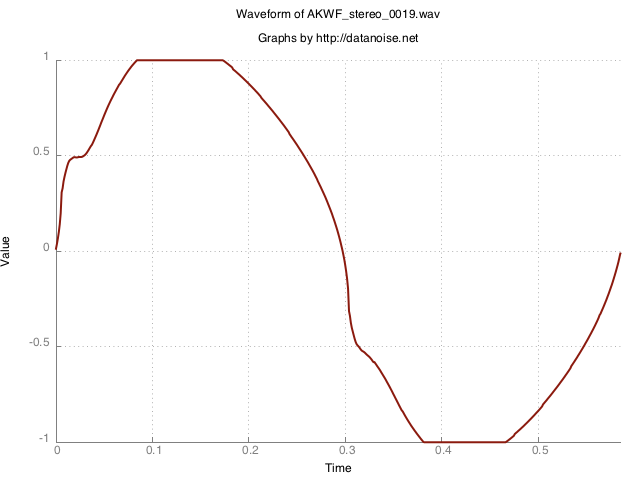 Waveform of AKWF_stereo_0019.wav
Graphs by http://datanoise.net
1
0.5
0
-0.5
-1
Value
0 0.1 0.2 0.3 0.4 0.5
Time